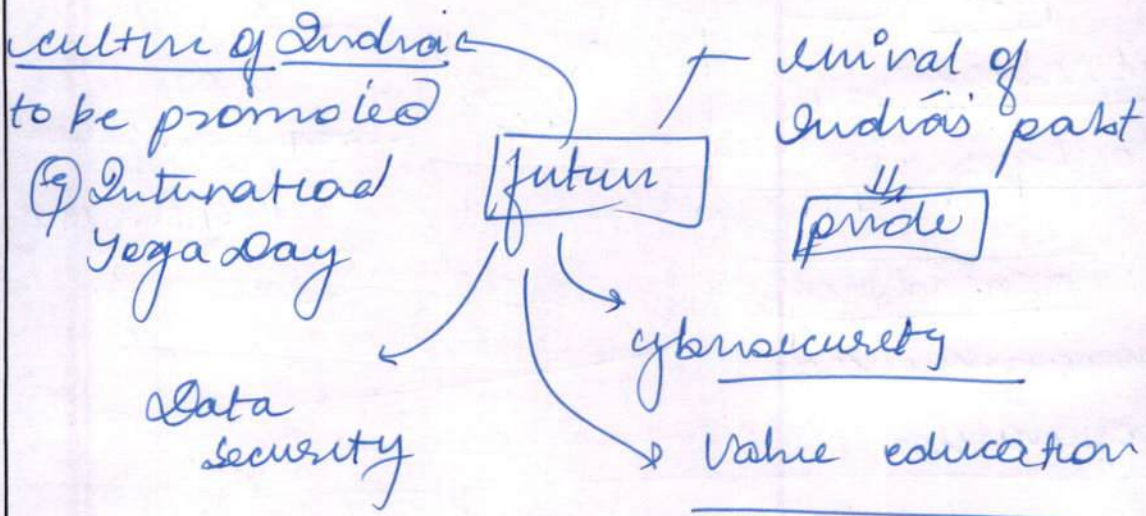 culture of India
to be promoted
eg International
Yoga Day
future
revival of
India's past
pride
cybersecurity
Data
security
Value education